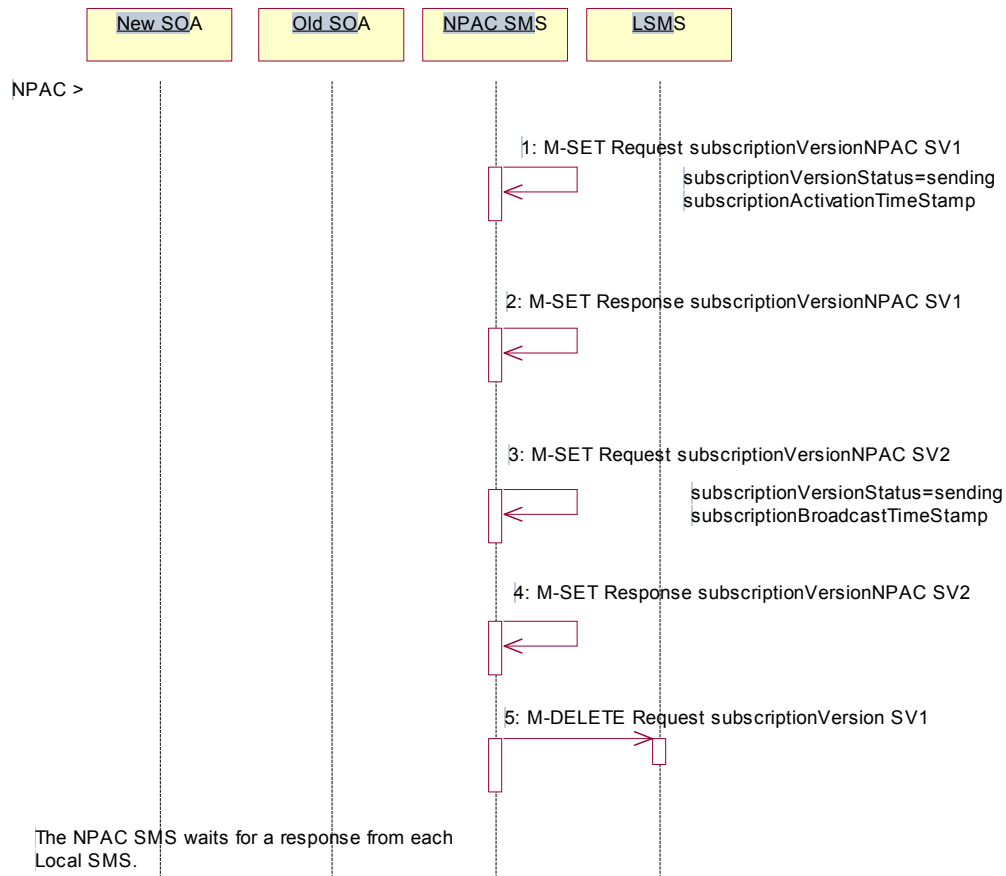 New SOA
Old SOA
NPAC SMS
LSMS
NPAC >
1: M-SET Request subscriptionVersionNPAC SV1
subscriptionVersionStatus=sending
subscriptionActivationTimeStamp
2: M-SET Response subscriptionVersionNPAC SV1
3: M-SET Request subscriptionVersionNPAC SV2
subscriptionVersionStatus=sending
subscriptionBroadcastTimeStamp
4: M-SET Response subscriptionVersionNPAC SV2
5: M-DELETE Request subscriptionVersion SV1
The NPAC SMS waits for a response from each
Local SMS.